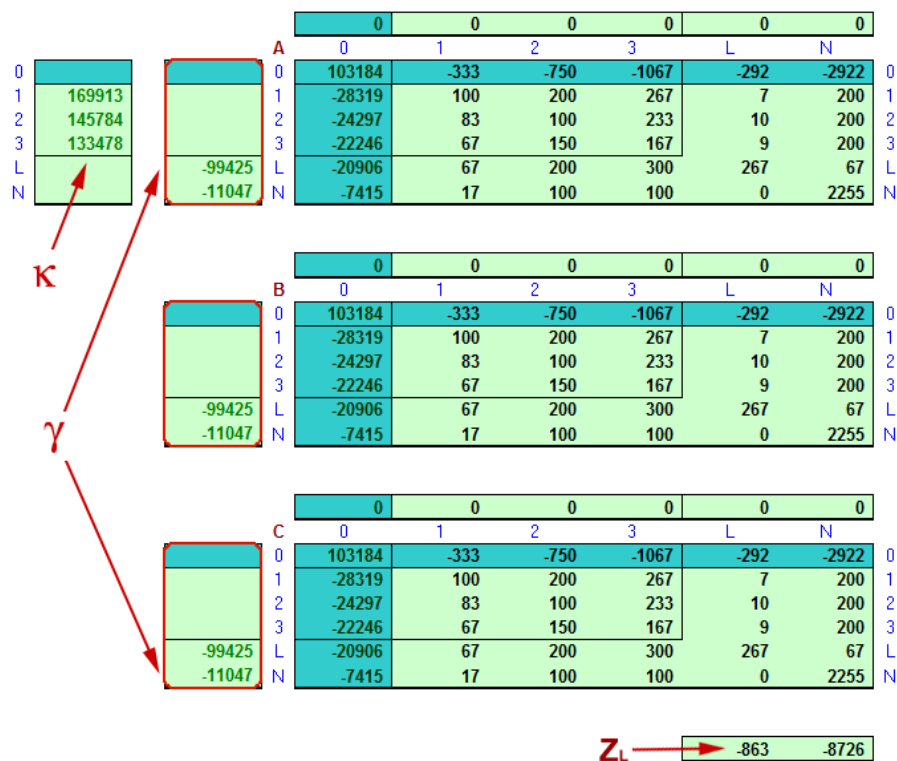 0 0 0 0 0 0
A 0 1 2 3 L N
0 0 103184 -333 -750 -1067 -292 -2922 0
1 169913 1 -28319 100 200 267 7 200 1
2 145784 2 -24297 83 100 233 10 200 2
3 133478 3 -22246 67 150 167 9 200 3
L -99425 L -20906 67 200 300 267 67 L
N -11047 N -7415 17 100 100 0 2255 N
κ
0 0 0 0 0 0
B 0 1 2 3 L N
0 103184 -333 -750 -1067 -292 -2922 0
1 -28319 100 200 267 7 200 1
2 -24297 83 100 233 10 200 2
3 -22246 67 150 167 9 200 3
-99425 L -20906 67 200 300 267 67 L
γ
-11047 N -7415 17 100 100 0 2255 N
0 0 0 0 0 0
C 0 1 2 3 L N
0 103184 -333 -750 -1067 -292 -2922 0
1 -28319 100 200 267 7 200 1
2 -24297 83 100 233 10 200 2
3 -22246 67 150 167 9 200 3
-99425 L -20906 67 200 300 267 67 L
-11047 N -7415 17 100 100 0 2255 N
ZL -863 -8726